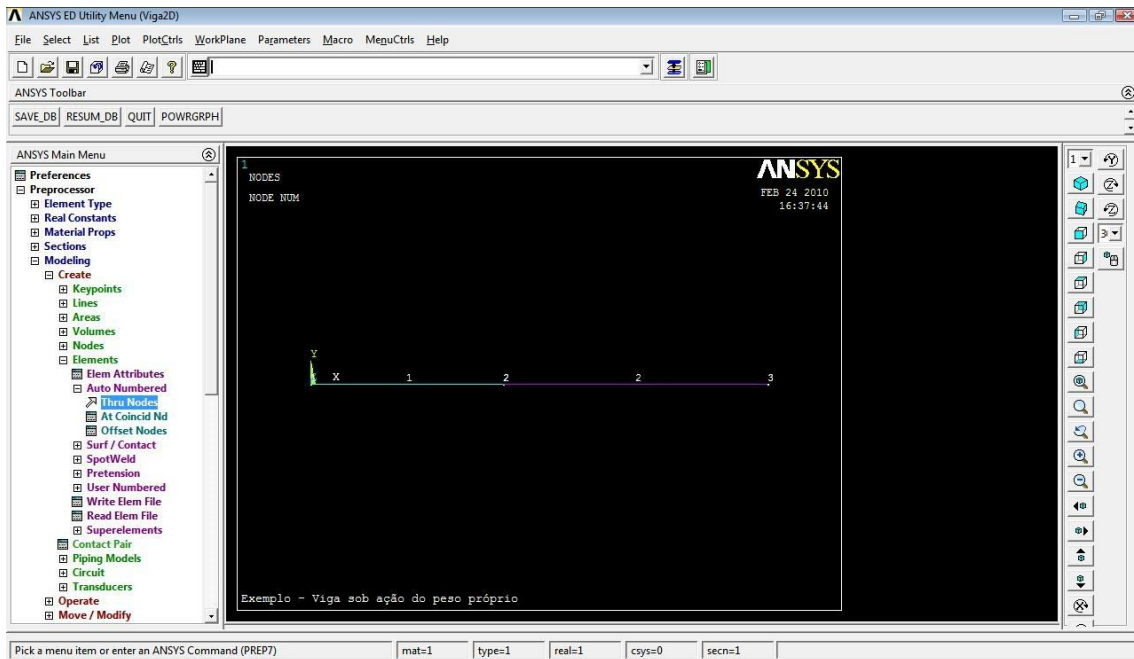 ANSYS ED Utility Menu (Viga2D)
File Select List Plot PlotCtrls WorkPlane Parameters Macro MenuCtrls Help
ANSYS Toolbar
SAVE_DB RESUM_DB QUIT POWRGRPH
ANSYS Main Menu
Preferences
Preprocessor
Element Type
Real Constants
Material Props
Sections
Modeling
Create
Keypoints
Lines
Areas
Volumes
Nodes
Elements
Elem Attributes
Auto Numbered
Thru Nodes
At Coincid Nd
Offset Nodes
Surf / Contact
SpotWeld
Pretension
User Numbered
Write Elem File
Read Elem File
Superelements
Contact Pair
Piping Models
Circuit
Transducers
Operate
Move / Modify
1
NODES
NODE NUM
ANSYS
FEB 24 2010
16:37:44
Y
X 1 2 2 3
Exemplo - Viga sob ação do peso próprio
1
Pick a menu item or enter an ANSYS Command (PREP7) mat=1 type=1 real=1 csys=0 secn=1